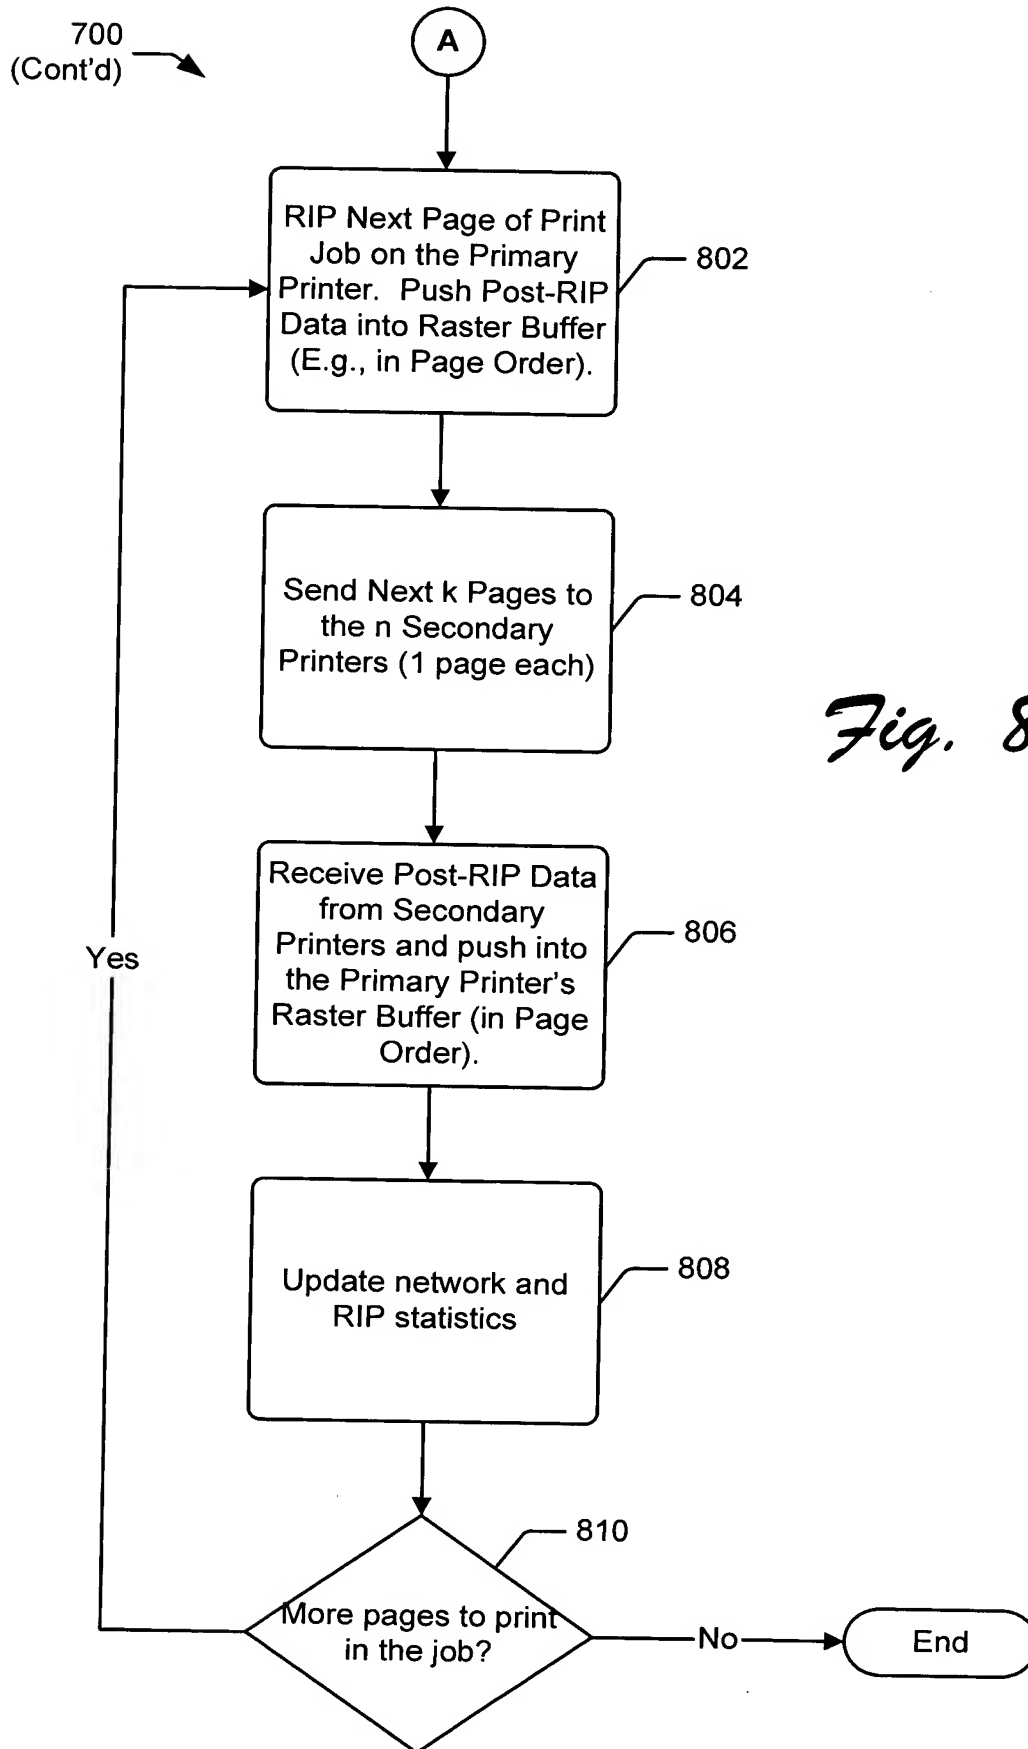 700
(Cont'd)
A
RIP Next Page of Print
Job on the Primary
Printer. Push Post-RIP
Data into Raster Buffer
(E.g., in Page Order).
802
Send Next k Pages to
the n Secondary
Printers (1 page each)
804
Fig. 8
Receive Post-RIP Data
from Secondary
Printers and push into
the Primary Printer's
Raster Buffer (in Page
Order).
806
Yes
Update network and
RIP statistics
808
810
More pages to print
in the job?
No
End